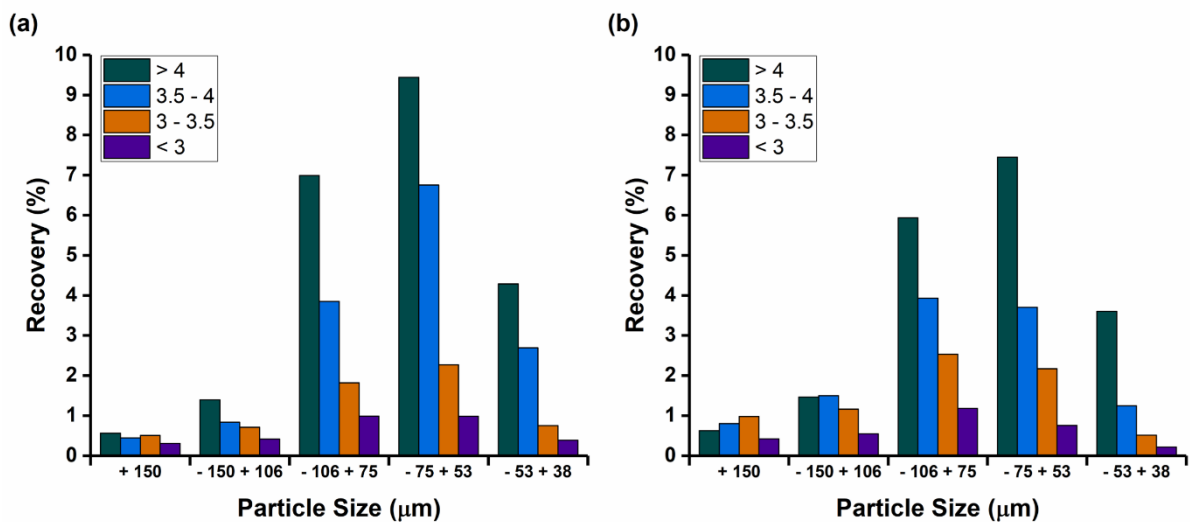 (a)
10
9
8
7
6
5
4
3
2
1
0
Recovery (%)
> 4
3.5 - 4
3 - 3.5
< 3
+ 150
- 150 + 106
- 106 + 75
- 75 + 53
- 53 + 38
Particle Size (μm)
(b)
10
9
8
7
6
5
4
3
2
1
0
Recovery (%)
> 4
3.5 - 4
3 - 3.5
< 3
+ 150
- 150 + 106
- 106 + 75
- 75 + 53
- 53 + 38
Particle Size (μm)